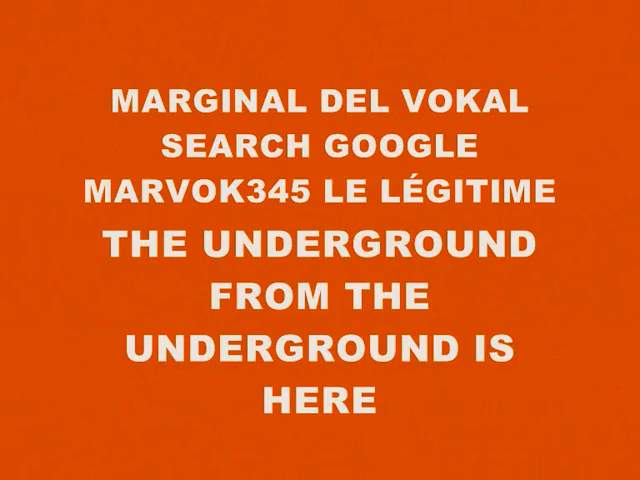 MARGINAL DEL VOKAL
SEARCH GOOGLE
MARVOK345 LE LÉGITIME
THE UNDERGROUND
FROM THE
UNDERGROUND IS
HERE